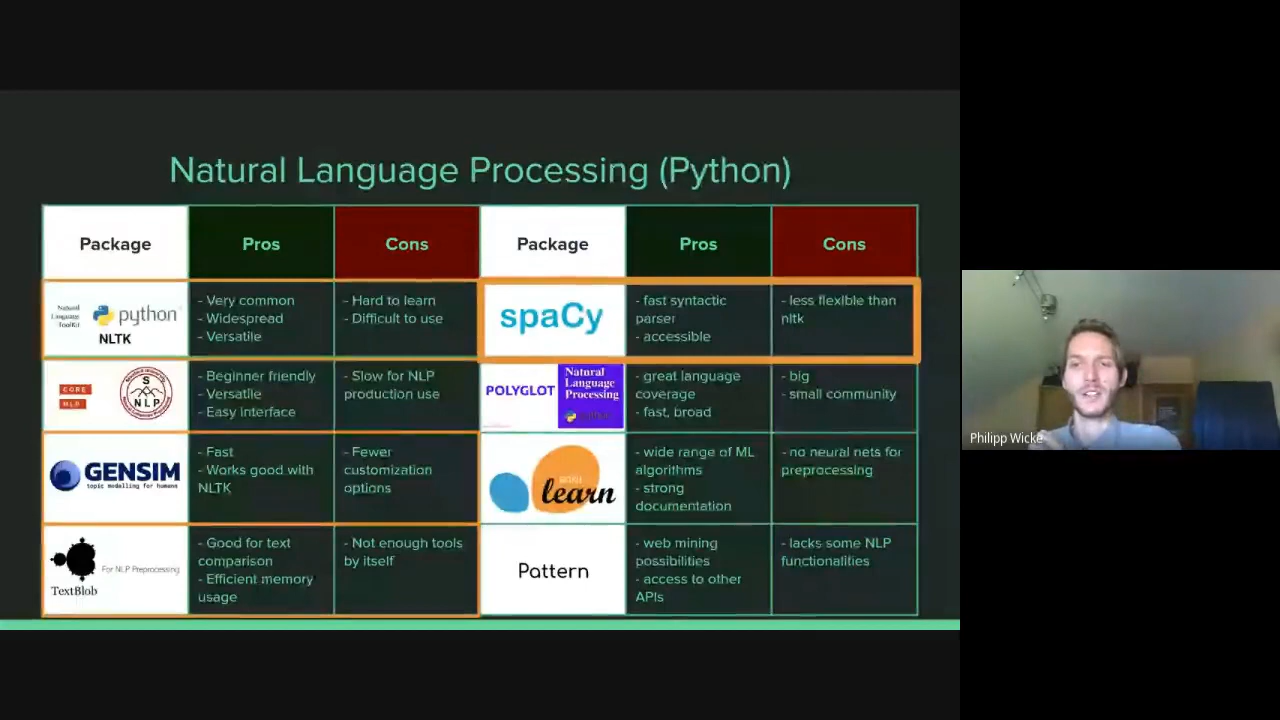 Natural Language Processing (Python)
Package
Pros
Cons
Package
Pros
Cons
Natural
Language
ToolKit
python
NLTK
- Very common
- Widespread
- Versatile
- Hard to learn
- Difficult to use
spaCy
- fast syntactic
parser
- accessible
- less flexible than
nltk
CORE
NLP
S
NLP
- Beginner friendly
- Versatile
- Easy interface
- Slow for NLP
production use
POLYGLOT
Natural
Language
Processing
- great language
coverage
- fast, broad
- big
- small community
GENSIM
topic modelling for humans
- Fast
- Works good with
NLTK
- Fewer
customization
options
learn
- wide range of ML
algorithms
- strong
documentation
- no neural nets for
preprocessing
For NLP Preprocessing
TextBlob
- Good for text
comparison
- Efficient memory
usage
- Not enough tools
by itself
Pattern
- web mining
possibilities
- access to other
APIs
- lacks some NLP
functionalities
Philipp Wicke